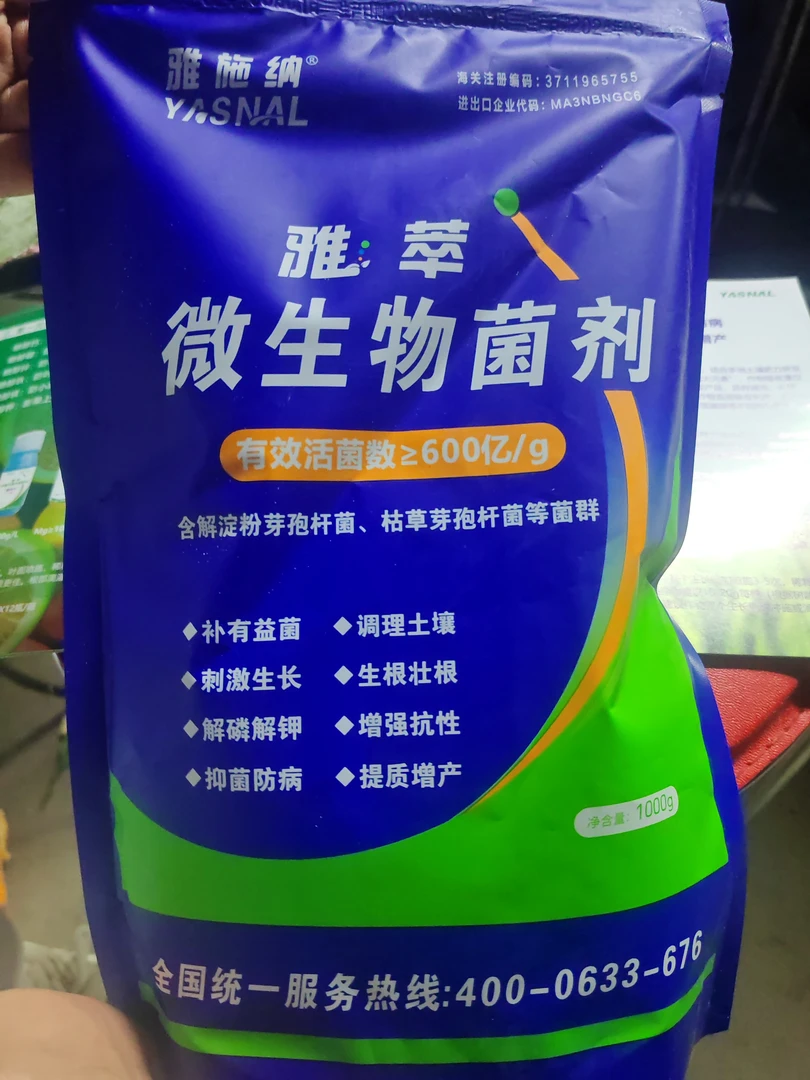 雅施纳®
YASNAL
海关注册编码：3711965755
进出口企业代码：MA3NBNGC6
雅萃
微生物菌剂
有效活菌数≥600亿/g
含解淀粉芽孢杆菌、枯草芽孢杆菌等菌群
◆补有益菌 ◆调理土壤
◆刺激生长 ◆生根壮根
◆解磷解钾 ◆增强抗性
◆抑菌防病 ◆提质增产
净含量：1000g
全国统一服务热线:400-0633-676
YASNAL